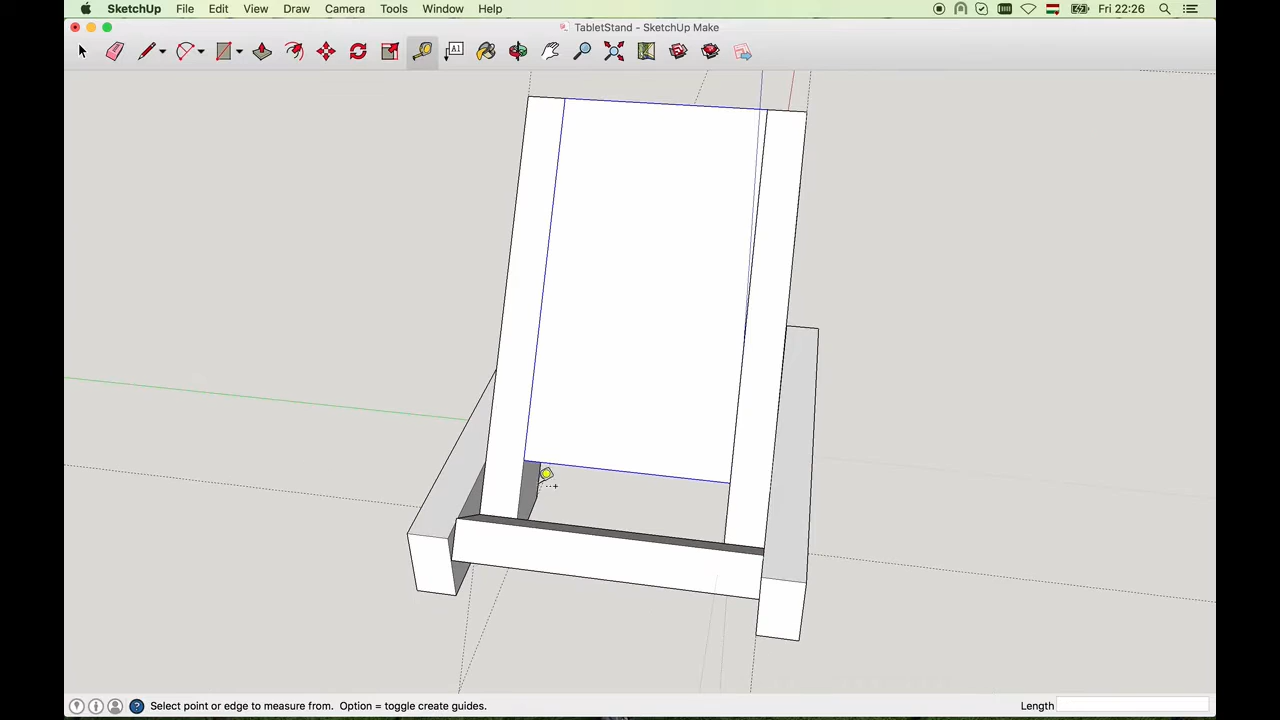 SketchUp File Edit View Draw Camera Tools Window Help Fri 22:26
TabletStand - SketchUp Make
A1
Select point or edge to measure from. Option = toggle create guides. Length